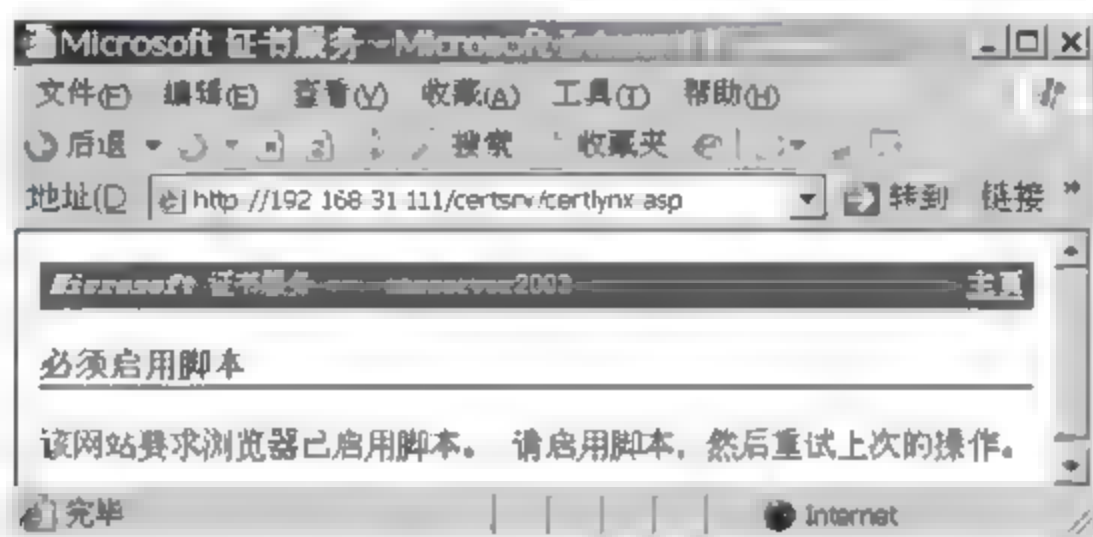 Microsoft 证书服务 - Microsoft
文件(F) 编辑(E) 查看(V) 收藏(A) 工具(T) 帮助(H)
后退 搜索 收藏夹
地址(D http://192 168 31 111/certsrv/certlynx asp 转到 链接 »
Microsoft 证书服务 主页
必须启用脚本
该网站要求浏览器已启用脚本。 请启用脚本，然后重试上次的操作。
完毕 Internet